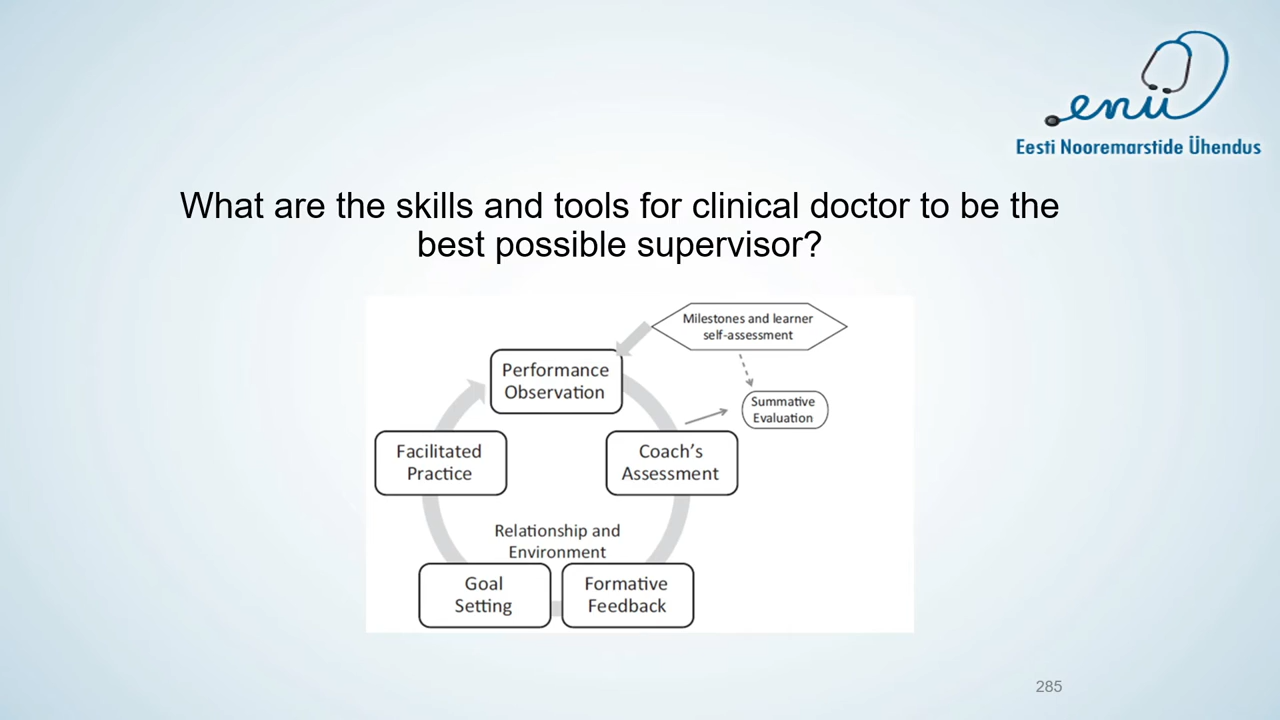 enü
Eesti Nooremarstide Ühendus
What are the skills and tools for clinical doctor to be the
best possible supervisor?
Milestones and learner
self-assessment
Performance
Observation
Summative
Evaluation
Facilitated
Practice
Coach's
Assessment
Relationship and
Environment
Goal
Setting
Formative
Feedback
285